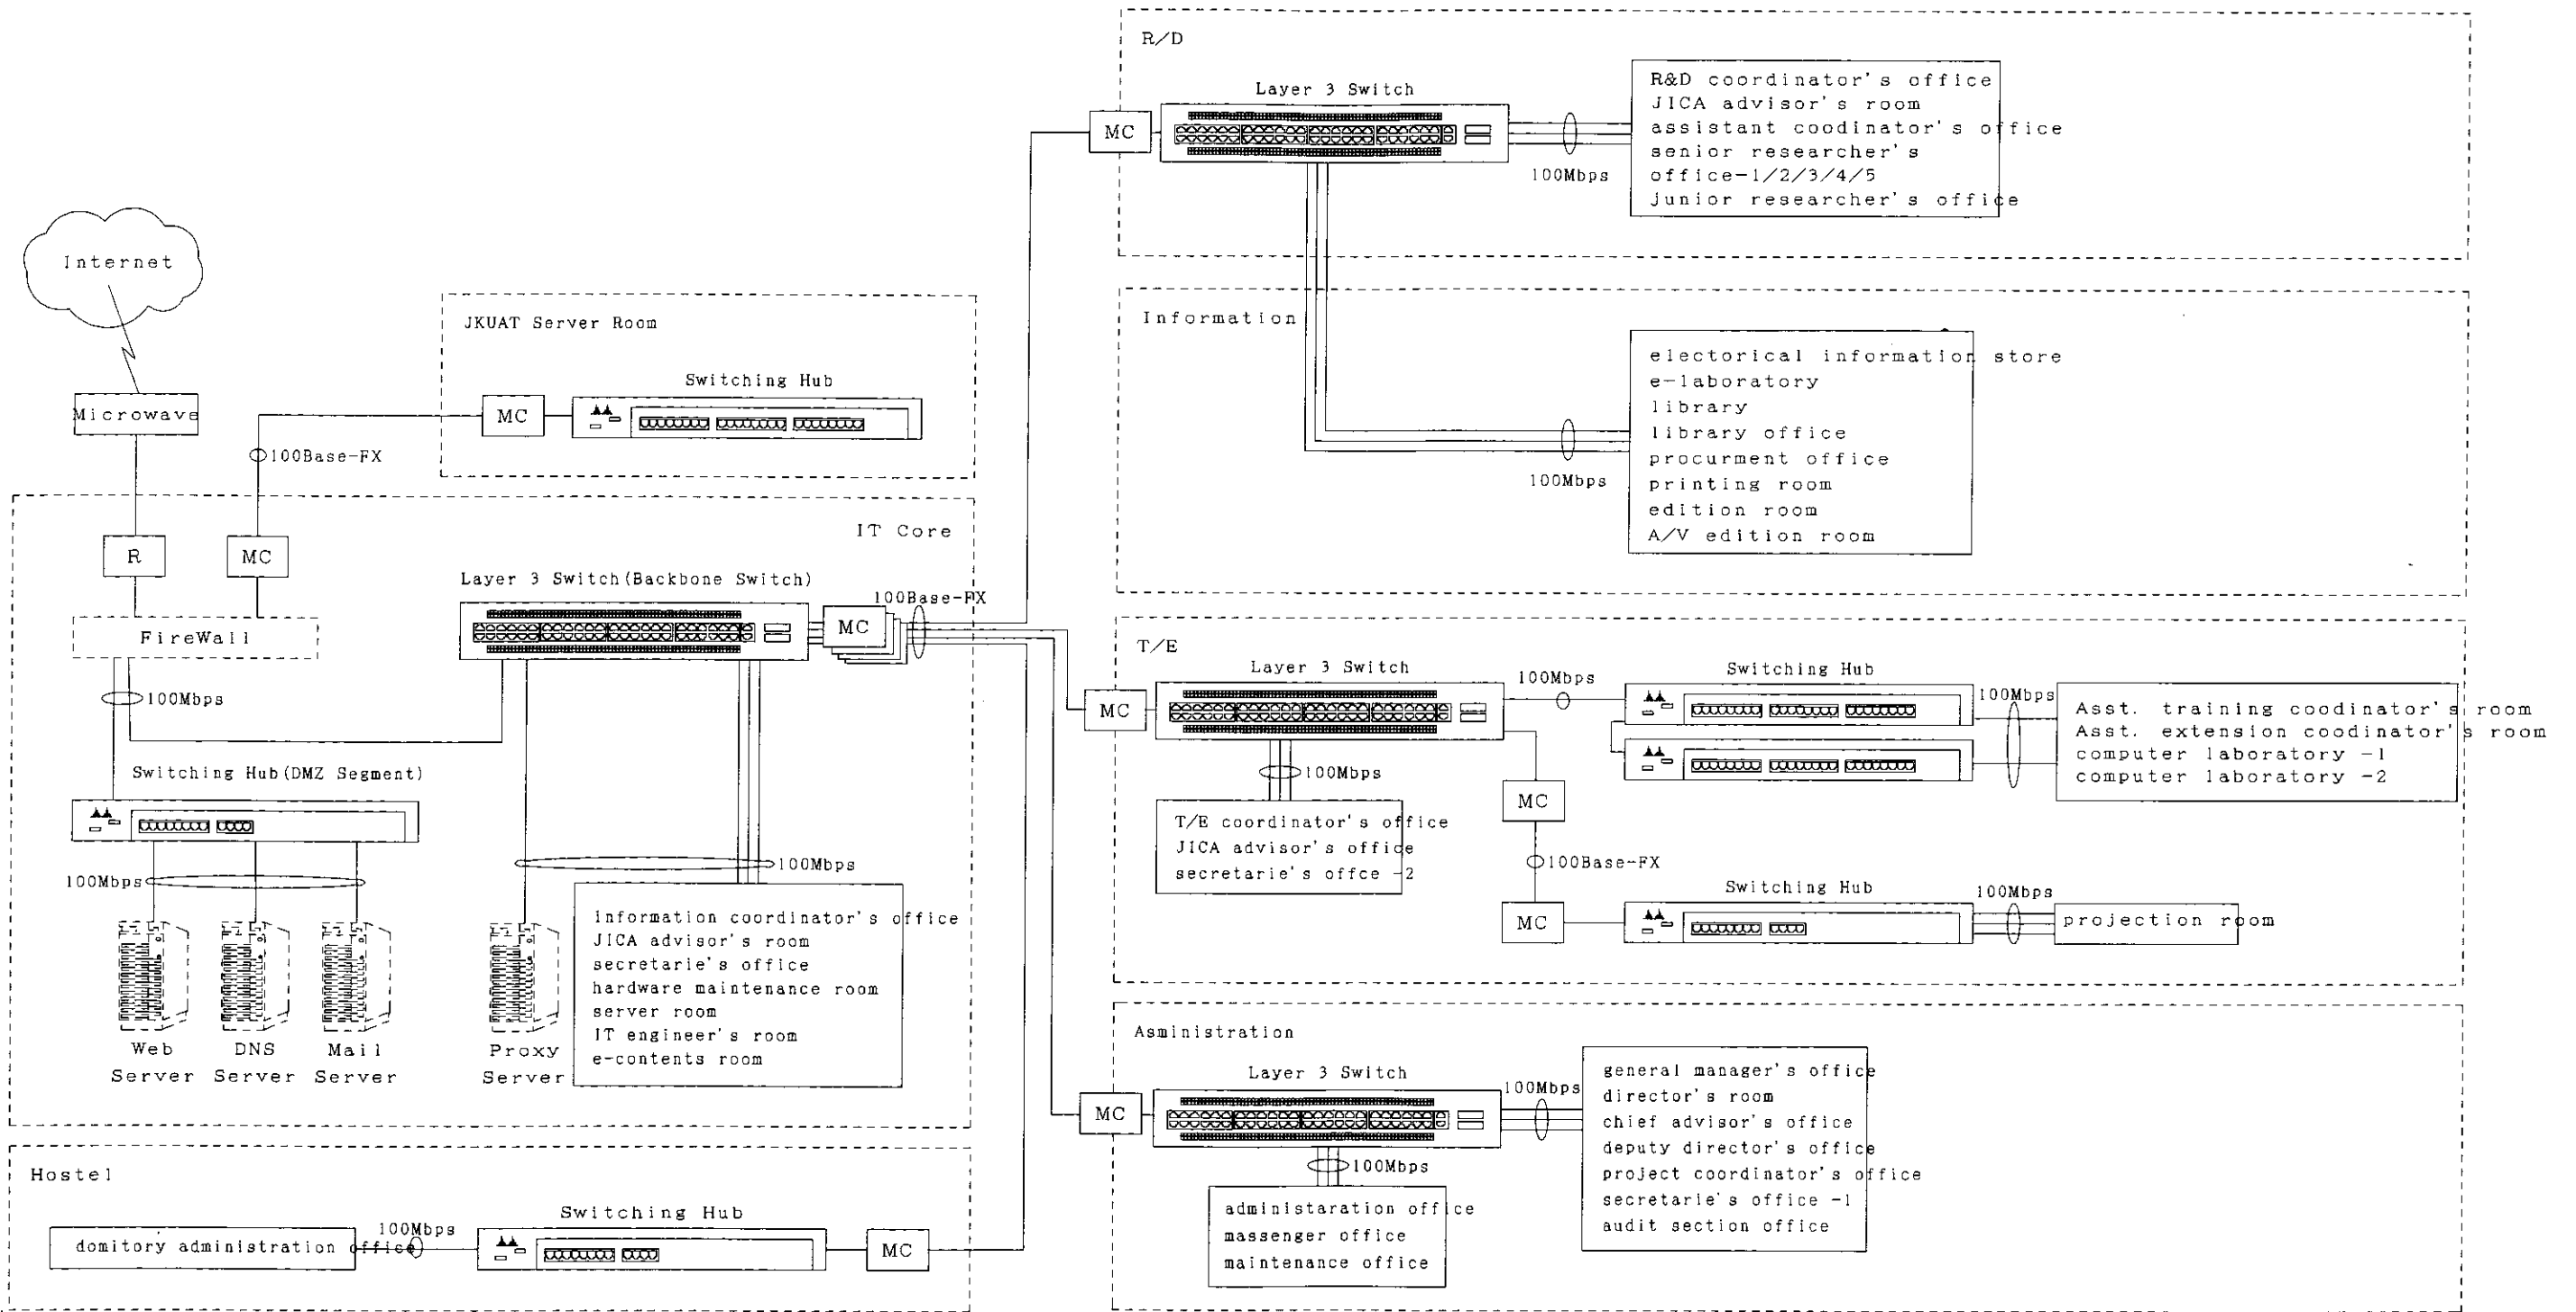 R/D
Layer 3 Switch
MC
100Mbps
R&D coordinator's office
JICA advisor's room
assistant coodinator's office
senior researcher's
office-1/2/3/4/5
junior researcher's office
Internet
Microwave
JKUAT Server Room
Switching Hub
MC
100Base-FX
Information
100Mbps
electorical information store
e-laboratory
library
library office
procurment office
printing room
edition room
A/V edition room
IT Core
R
MC
FireWall
100Mbps
Layer 3 Switch(Backbone Switch)
MC
100Base-FX
Switching Hub(DMZ Segment)
100Mbps
100Mbps
Web
Server
DNS
Server
Mail
Server
Proxy
Server
information coordinator's office
JICA advisor's room
secretarie's office
hardware maintenance room
server room
IT engineer's room
e-contents room
T/E
Layer 3 Switch
MC
100Mbps
Switching Hub
100Mbps
Asst. training coodinator's room
Asst. extension coodinator's room
computer laboratory -1
computer laboratory -2
100Mbps
T/E coordinator's office
JICA advisor's office
secretarie's offce -2
MC
100Base-FX
MC
Switching Hub
100Mbps
projection room
Asministration
Layer 3 Switch
MC
100Mbps
general manager's office
director's room
chief advisor's office
deputy director's office
project coordinator's office
secretarie's office -1
audit section office
100Mbps
administaration office
massenger office
maintenance office
Hostel
domitory administration office
100Mbps
Switching Hub
MC